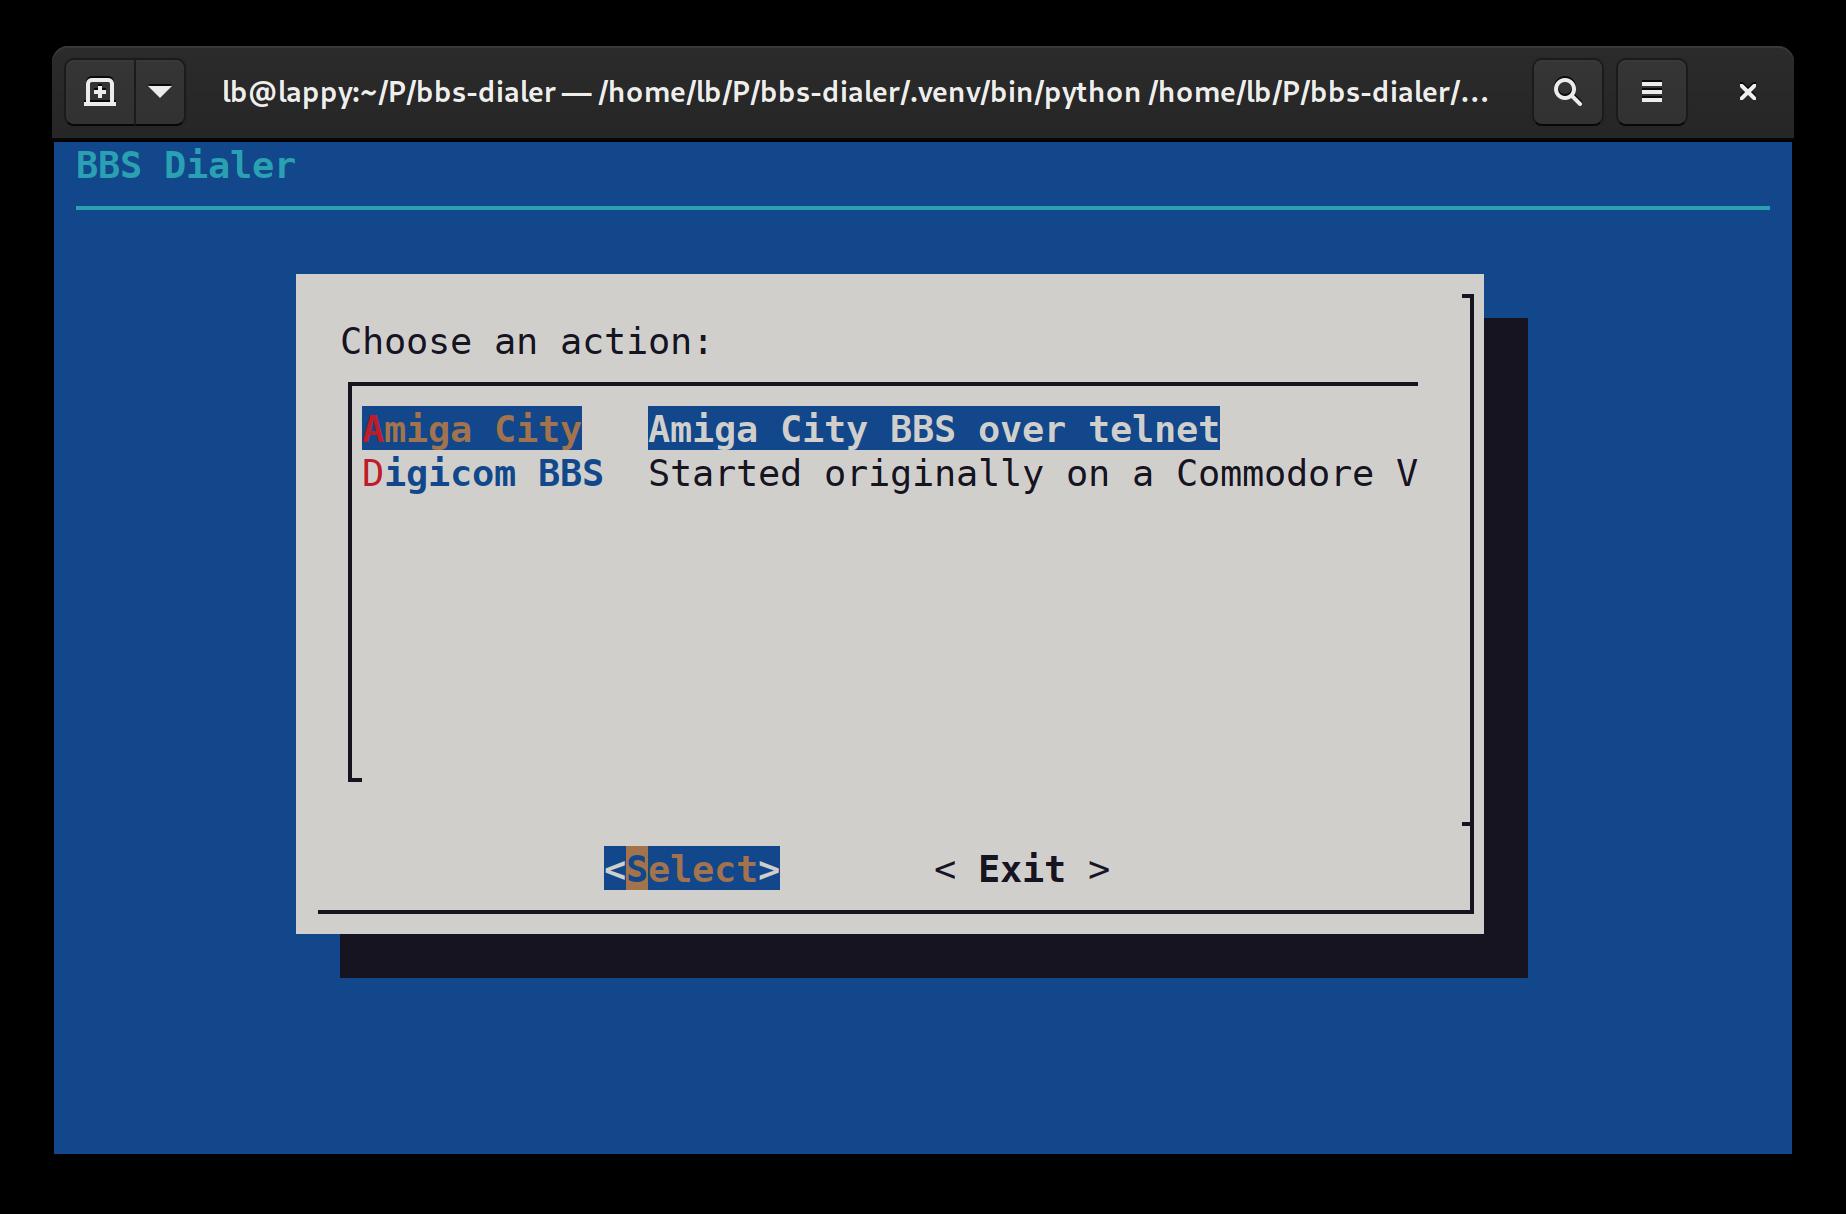 lb@lappy:~/P/bbs-dialer — /home/lb/P/bbs-dialer/.venv/bin/python /home/lb/P/bbs-dialer/…
BBS Dialer
Choose an action:
Amiga City Amiga City BBS over telnet
Digicom BBS Started originally on a Commodore V
<Select> < Exit >